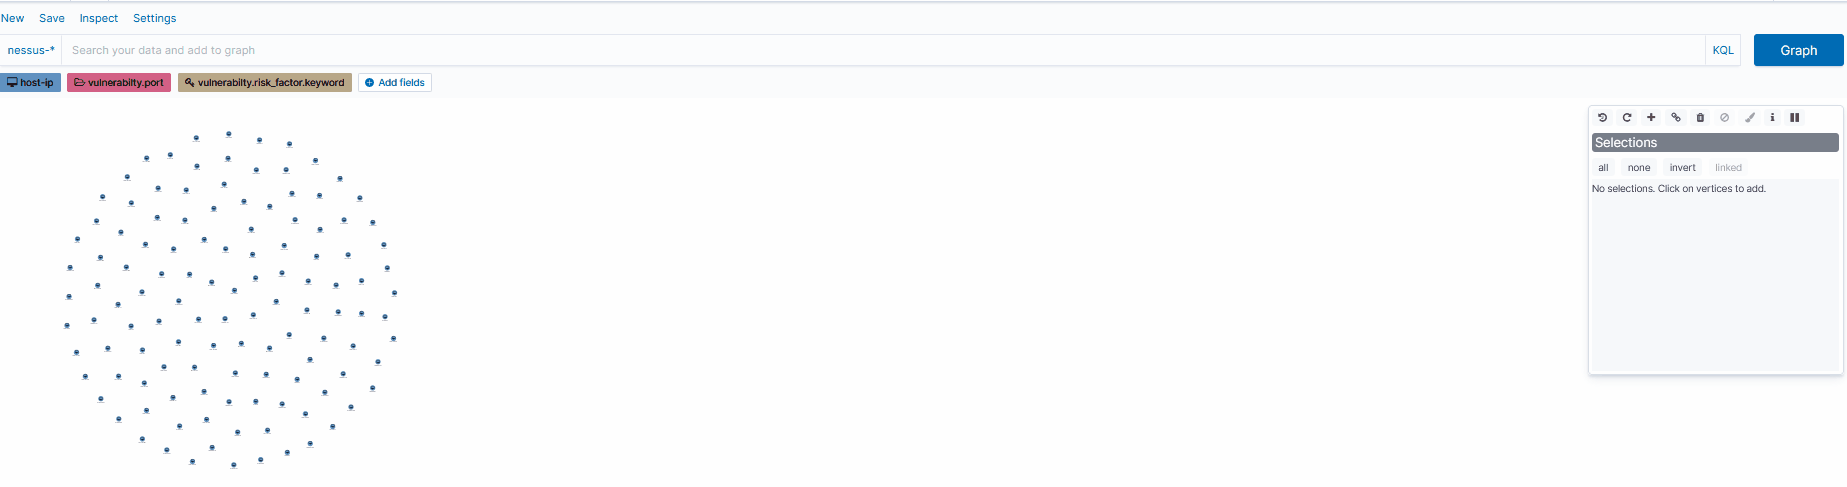 New Save Inspect Settings
nessus-* Search your data and add to graph KQL Graph
host-ip vulnerabilty.port vulnerabilty.risk_factor.keyword Add fields
Selections
all none invert linked
No selections. Click on vertices to add.